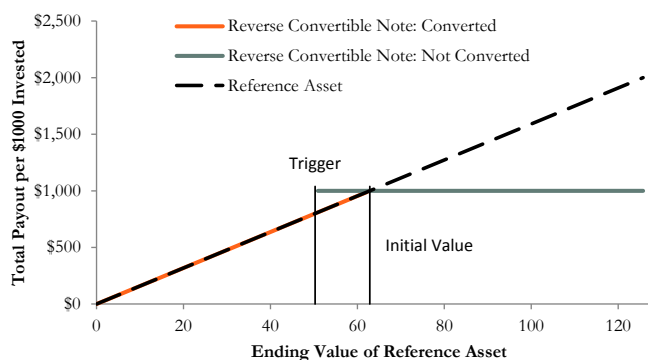 $2,500
$2,000
$1,500
$1,000
$500
$0
Total Payout per $1000 Invested
Reverse Convertible Note: Converted
Reverse Convertible Note: Not Converted
Reference Asset
Trigger
Initial Value
0 20 40 60 80 100 120
Ending Value of Reference Asset